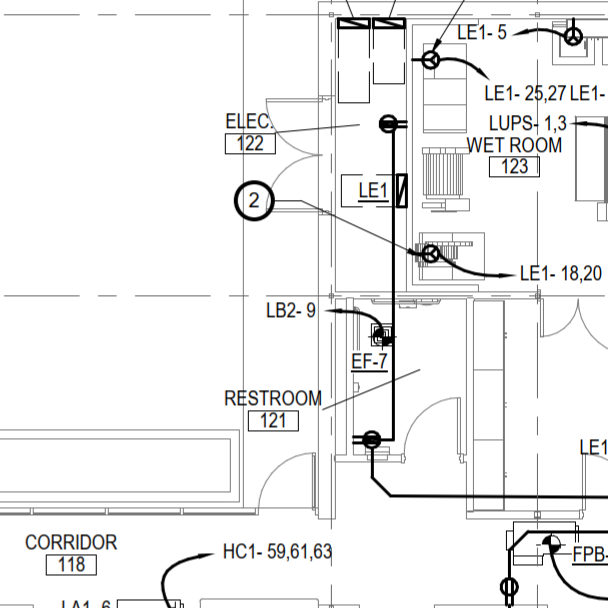 LE1- 5
LE1- 25,27 LE1-
ELEC.
122
LUPS- 1,3
WET ROOM
123
LE1
2
LE1- 18,20
LB2- 9
EF-7
RESTROOM
121
LE1
CORRIDOR
118
HC1- 59,61,63
FPB-
LA1- 6